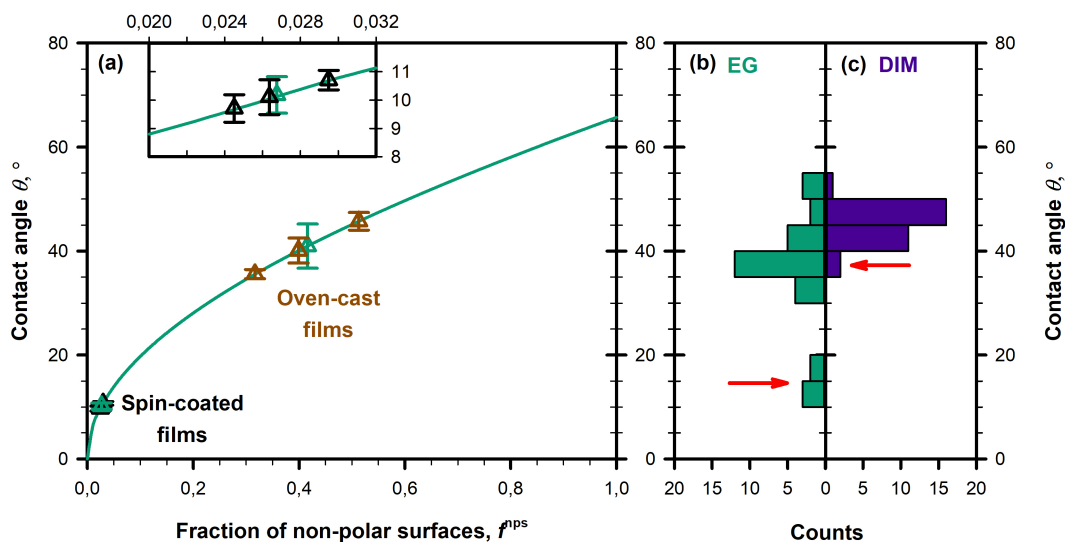 0,020 0,024 0,028 0,032
80 (a) 11 10 9 8 80 (b) EG (c) DIM 80
60 60 60
40 40 40
20 20 20
0 0 0
Contact angle θ, °
Oven-cast
films
Spin-coated
films
Contact angle θ, °
0,0 0,2 0,4 0,6 0,8 1,0 20 15 10 5 0 5 10 15 20
Fraction of non-polar surfaces, fⁿᵖˢ Counts